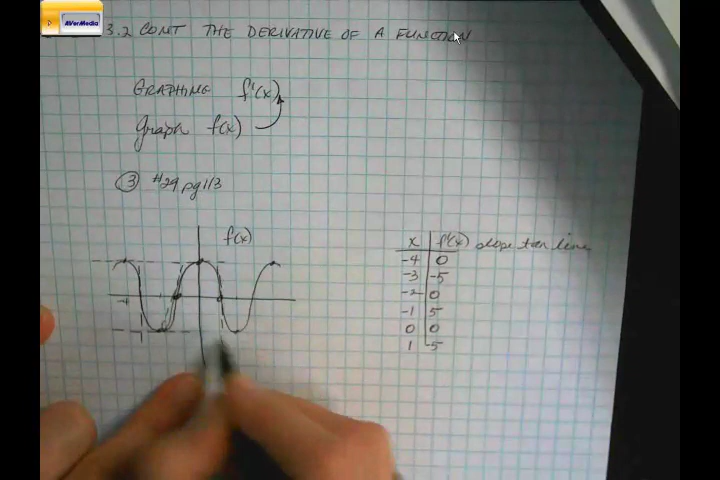 AVerMedia
3.2 CONT THE DERIVATIVE OF A FUNCTION
GRAPHING f'(x)
Graph f(x)
3 #29 pg 113
f(x)
-4
x f'(x) slope tan line
-4 0
-3 -5
-2 0
-1 5
0 0
1 -5